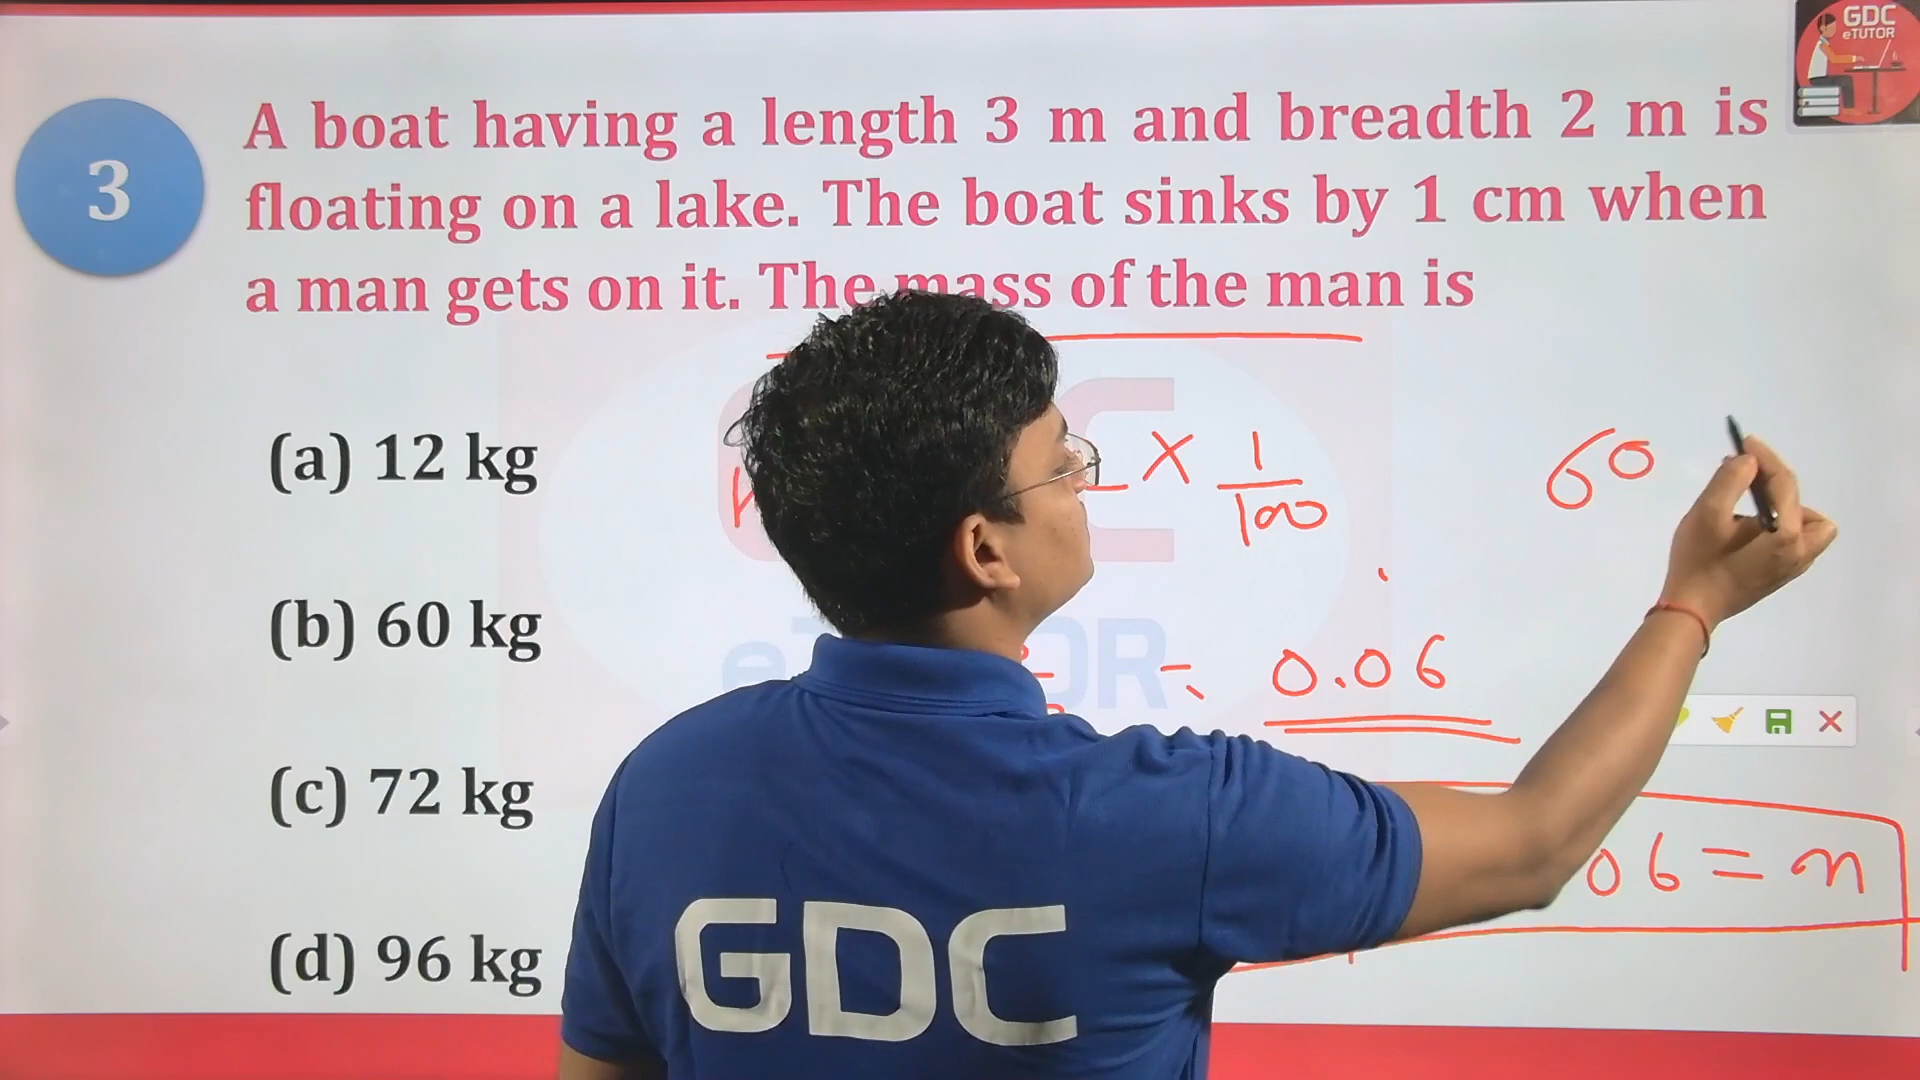 GDC
eTUTOR
3
A boat having a length 3 m and breadth 2 m is
floating on a lake. The boat sinks by 1 cm when
a man gets on it. The mass of the man is
(a) 12 kg
(b) 60 kg
(c) 72 kg
(d) 96 kg
× 1/100
60
= 0.06
06 = m
GDC